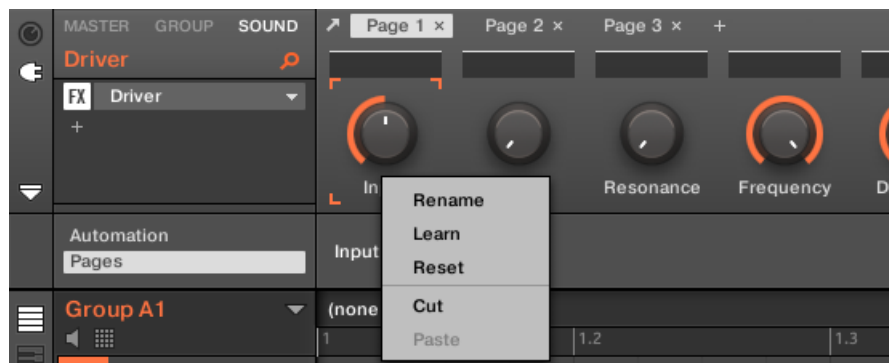 MASTER GROUP SOUND
Page 1 × Page 2 × Page 3 × +
Driver
FX Driver
+
In
Resonance Frequency D
Rename
Learn
Reset
Cut
Paste
Automation
Pages
Input
Group A1
(none
1 1.2 1.3